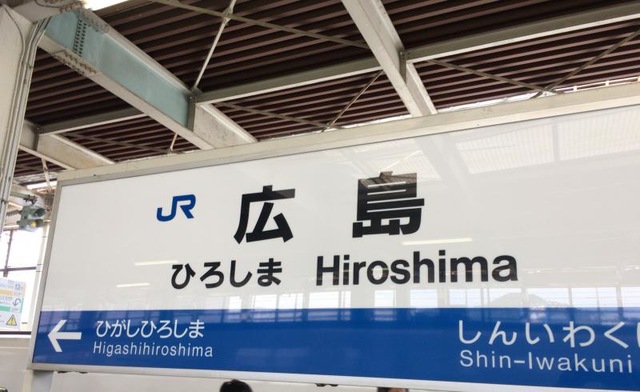 JR 広島
ひろしま Hiroshima
← ひがしひろしま しんいわく
Higashihiroshima Shin-Iwakuni